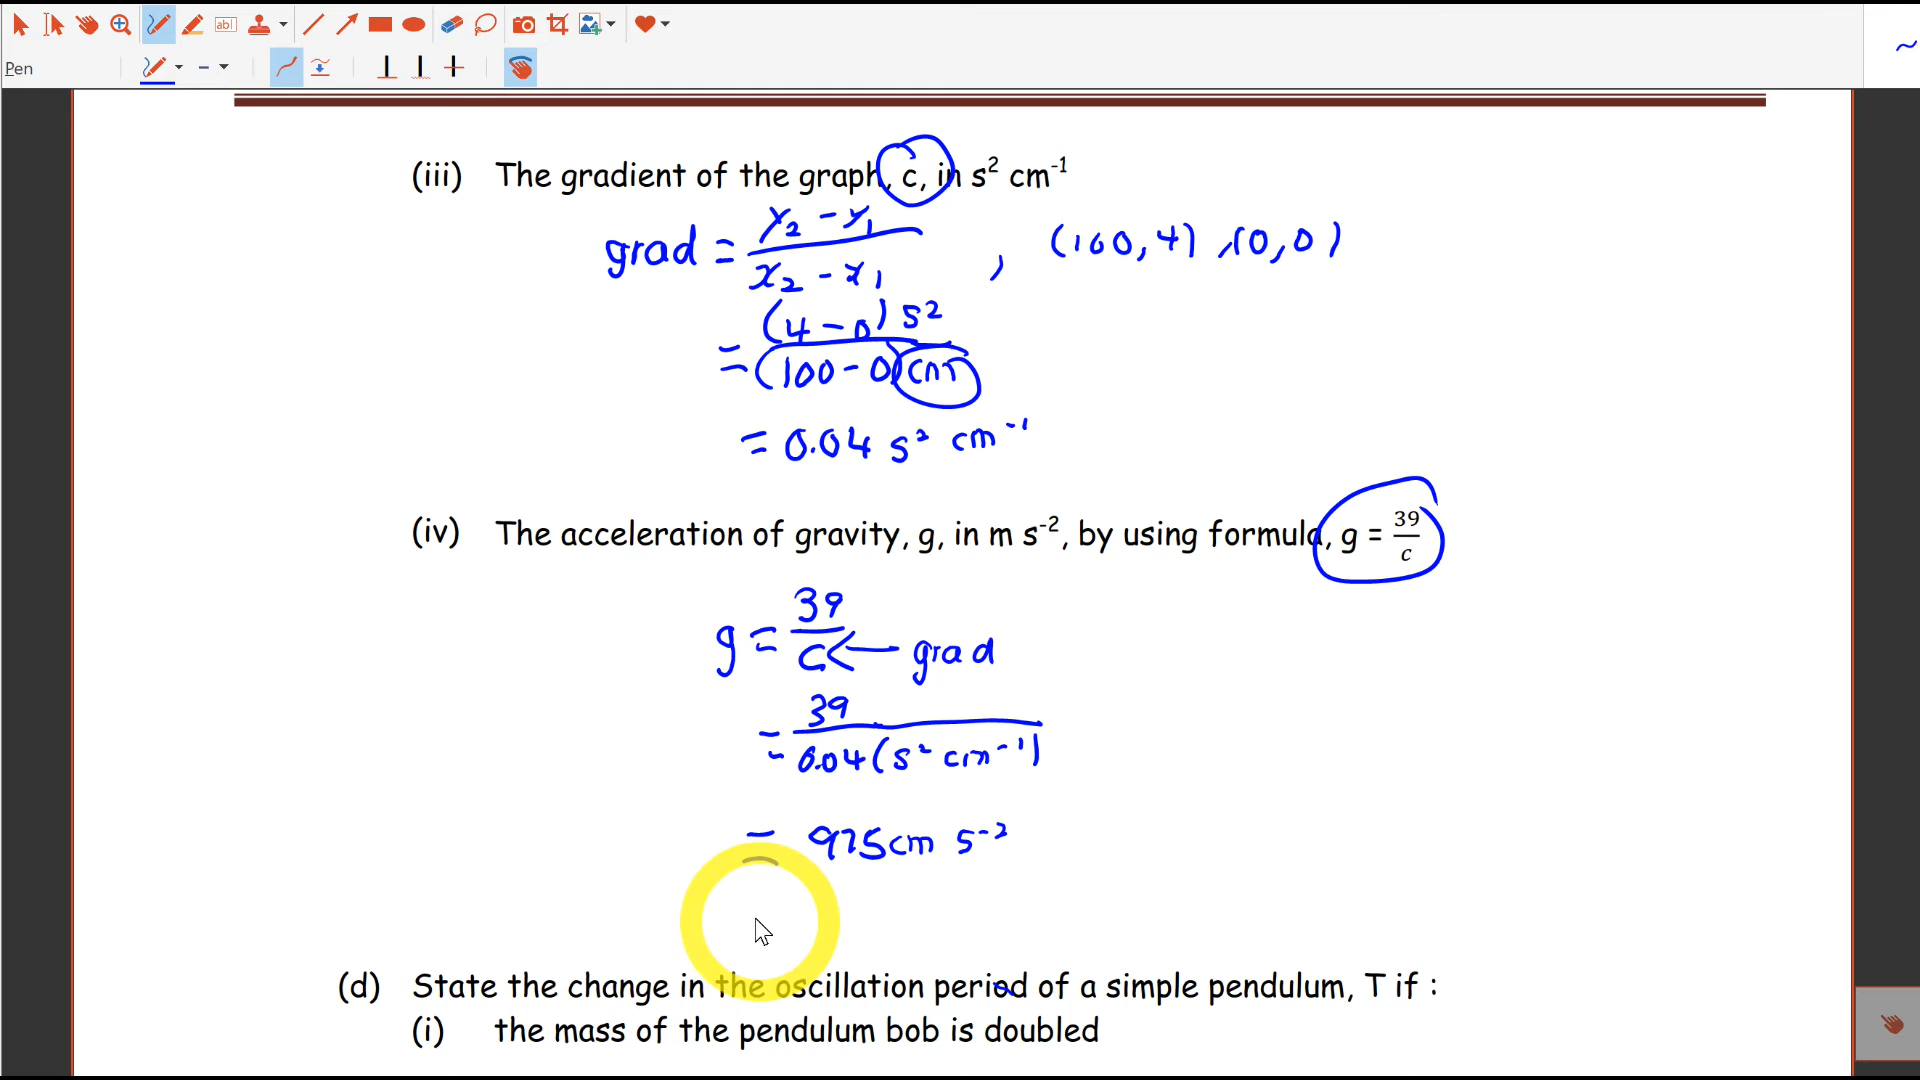 abl
Pen
(iii) The gradient of the graph, c, in s² cm⁻¹
grad = y₂ - y₁ / x₂ - x₁ , (100, 4), (0, 0)
= (4 - 0) s² / (100 - 0) cm
= 0.04 s² cm⁻¹
(iv) The acceleration of gravity, g, in m s⁻², by using formula, g = 39/c
g = 39/c ← grad
= 39 / 0.04 (s² cm⁻¹)
= 975 cm s⁻²
(d) State the change in the oscillation period of a simple pendulum, T if :
(i) the mass of the pendulum bob is doubled